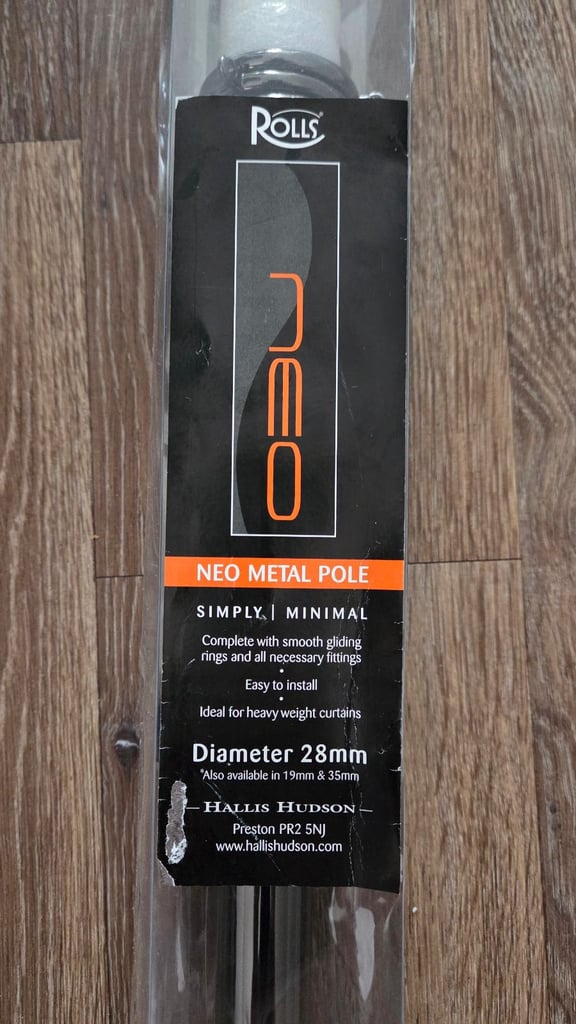 ROLLS®
neo
NEO METAL POLE
SIMPLY | MINIMAL
Complete with smooth gliding
rings and all necessary fittings
•
Easy to install
•
Ideal for heavy weight curtains
Diameter 28mm
*Also available in 19mm & 35mm
– HALLIS HUDSON –
Preston PR2 5NJ
www.hallishudson.com